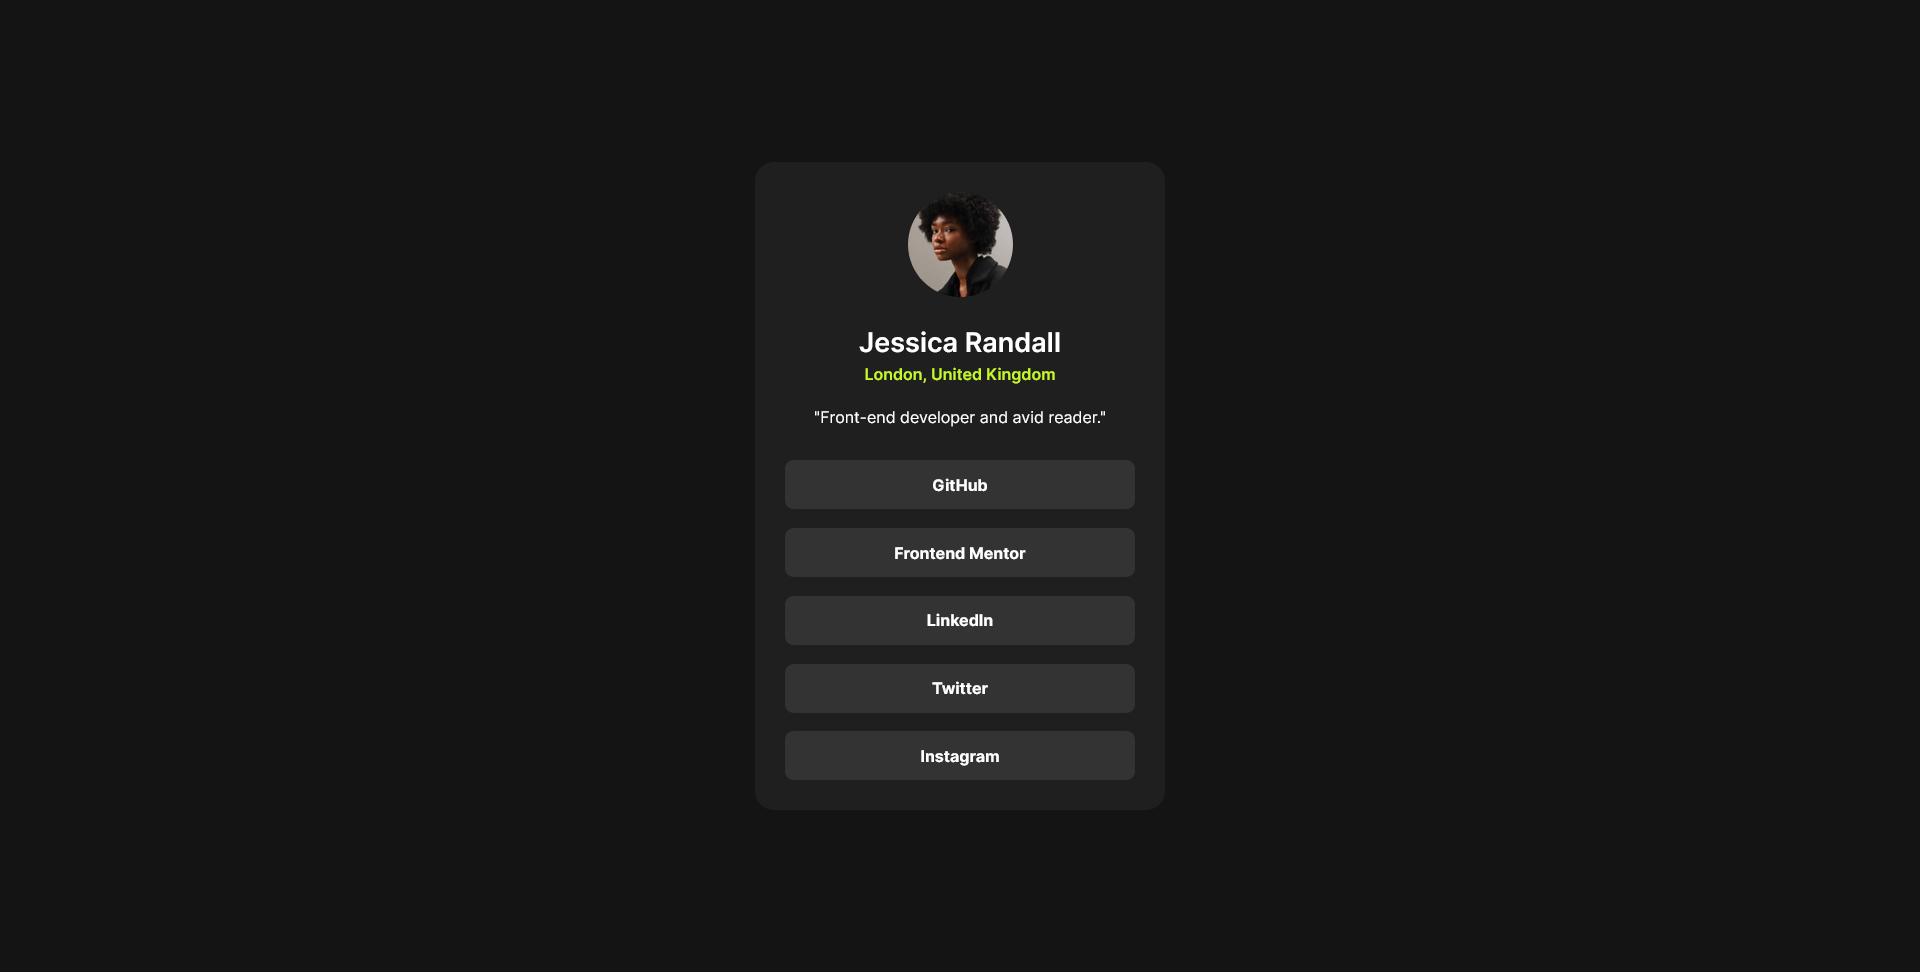 Jessica Randall
London, United Kingdom
"Front-end developer and avid reader."
GitHub
Frontend Mentor
LinkedIn
Twitter
Instagram